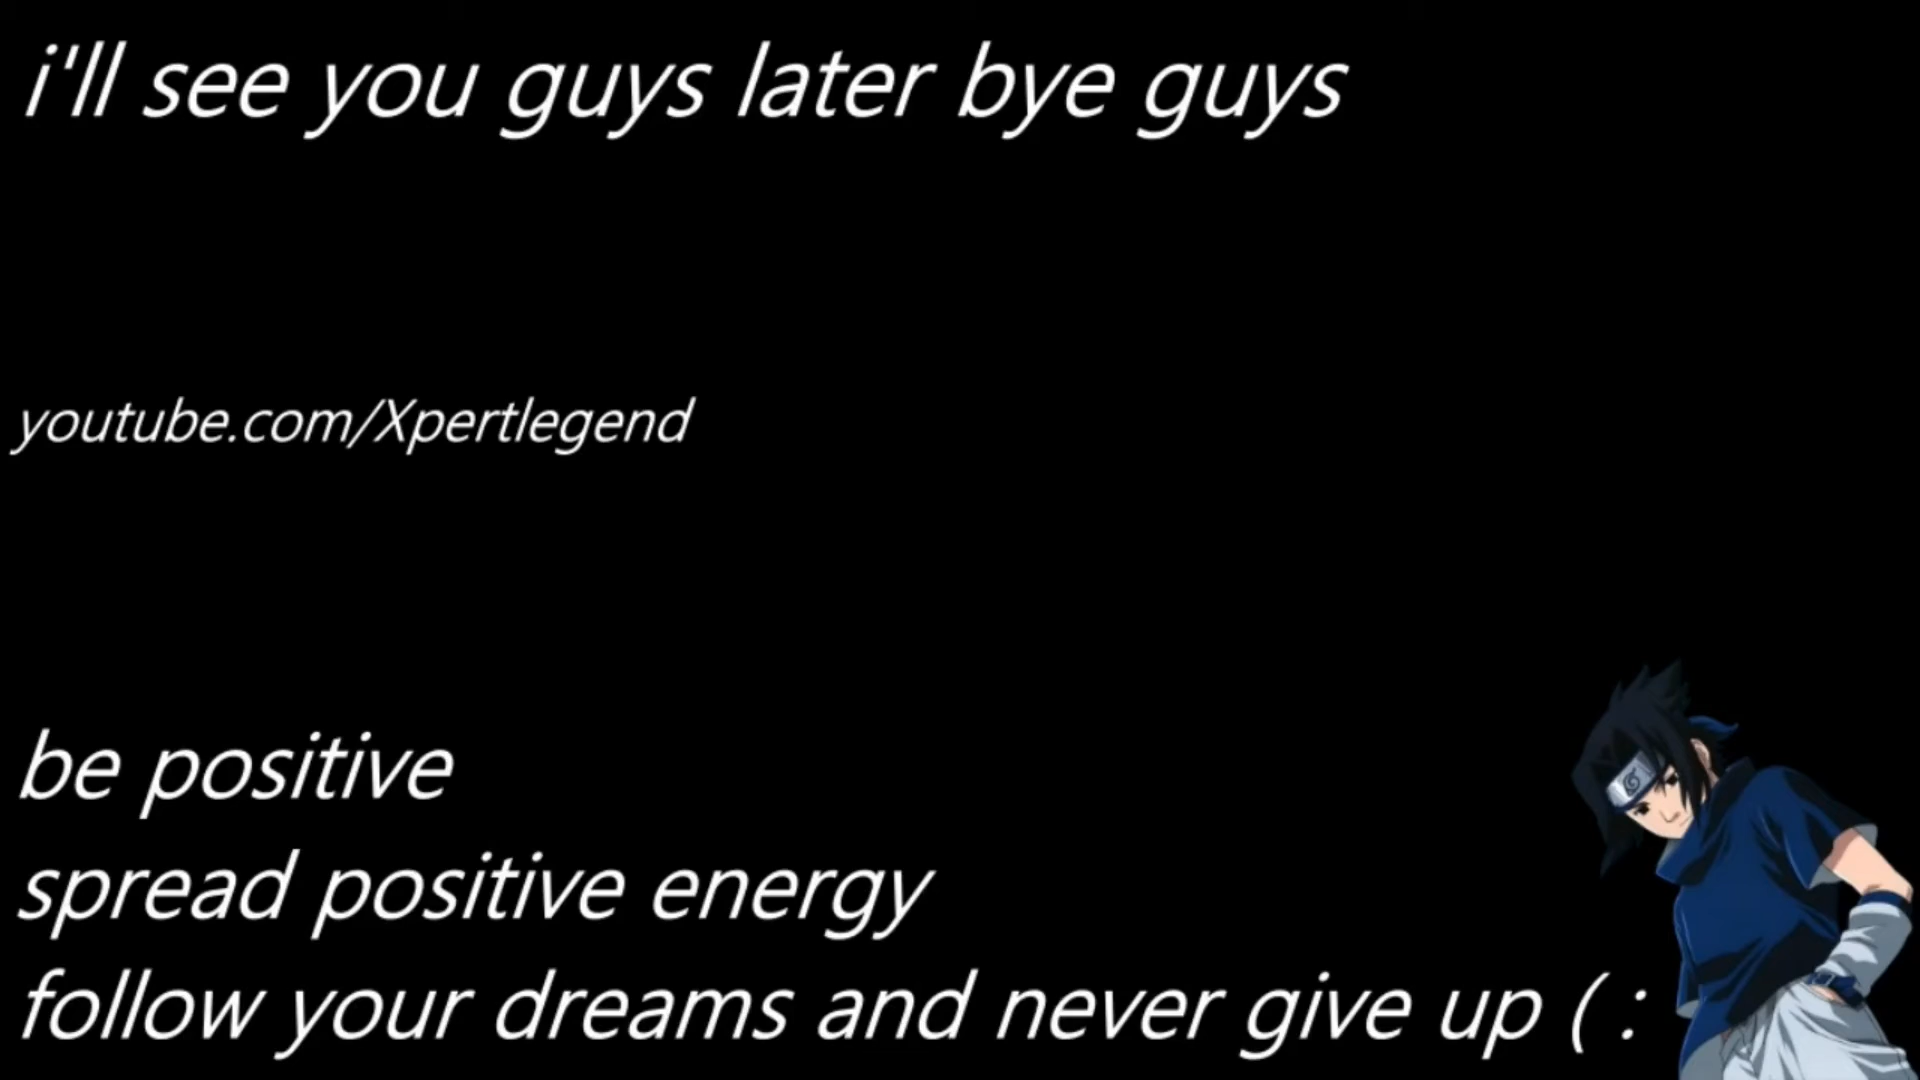 i'll see you guys later bye guys
youtube.com/Xpertlegend
be positive
spread positive energy
follow your dreams and never give up ( :